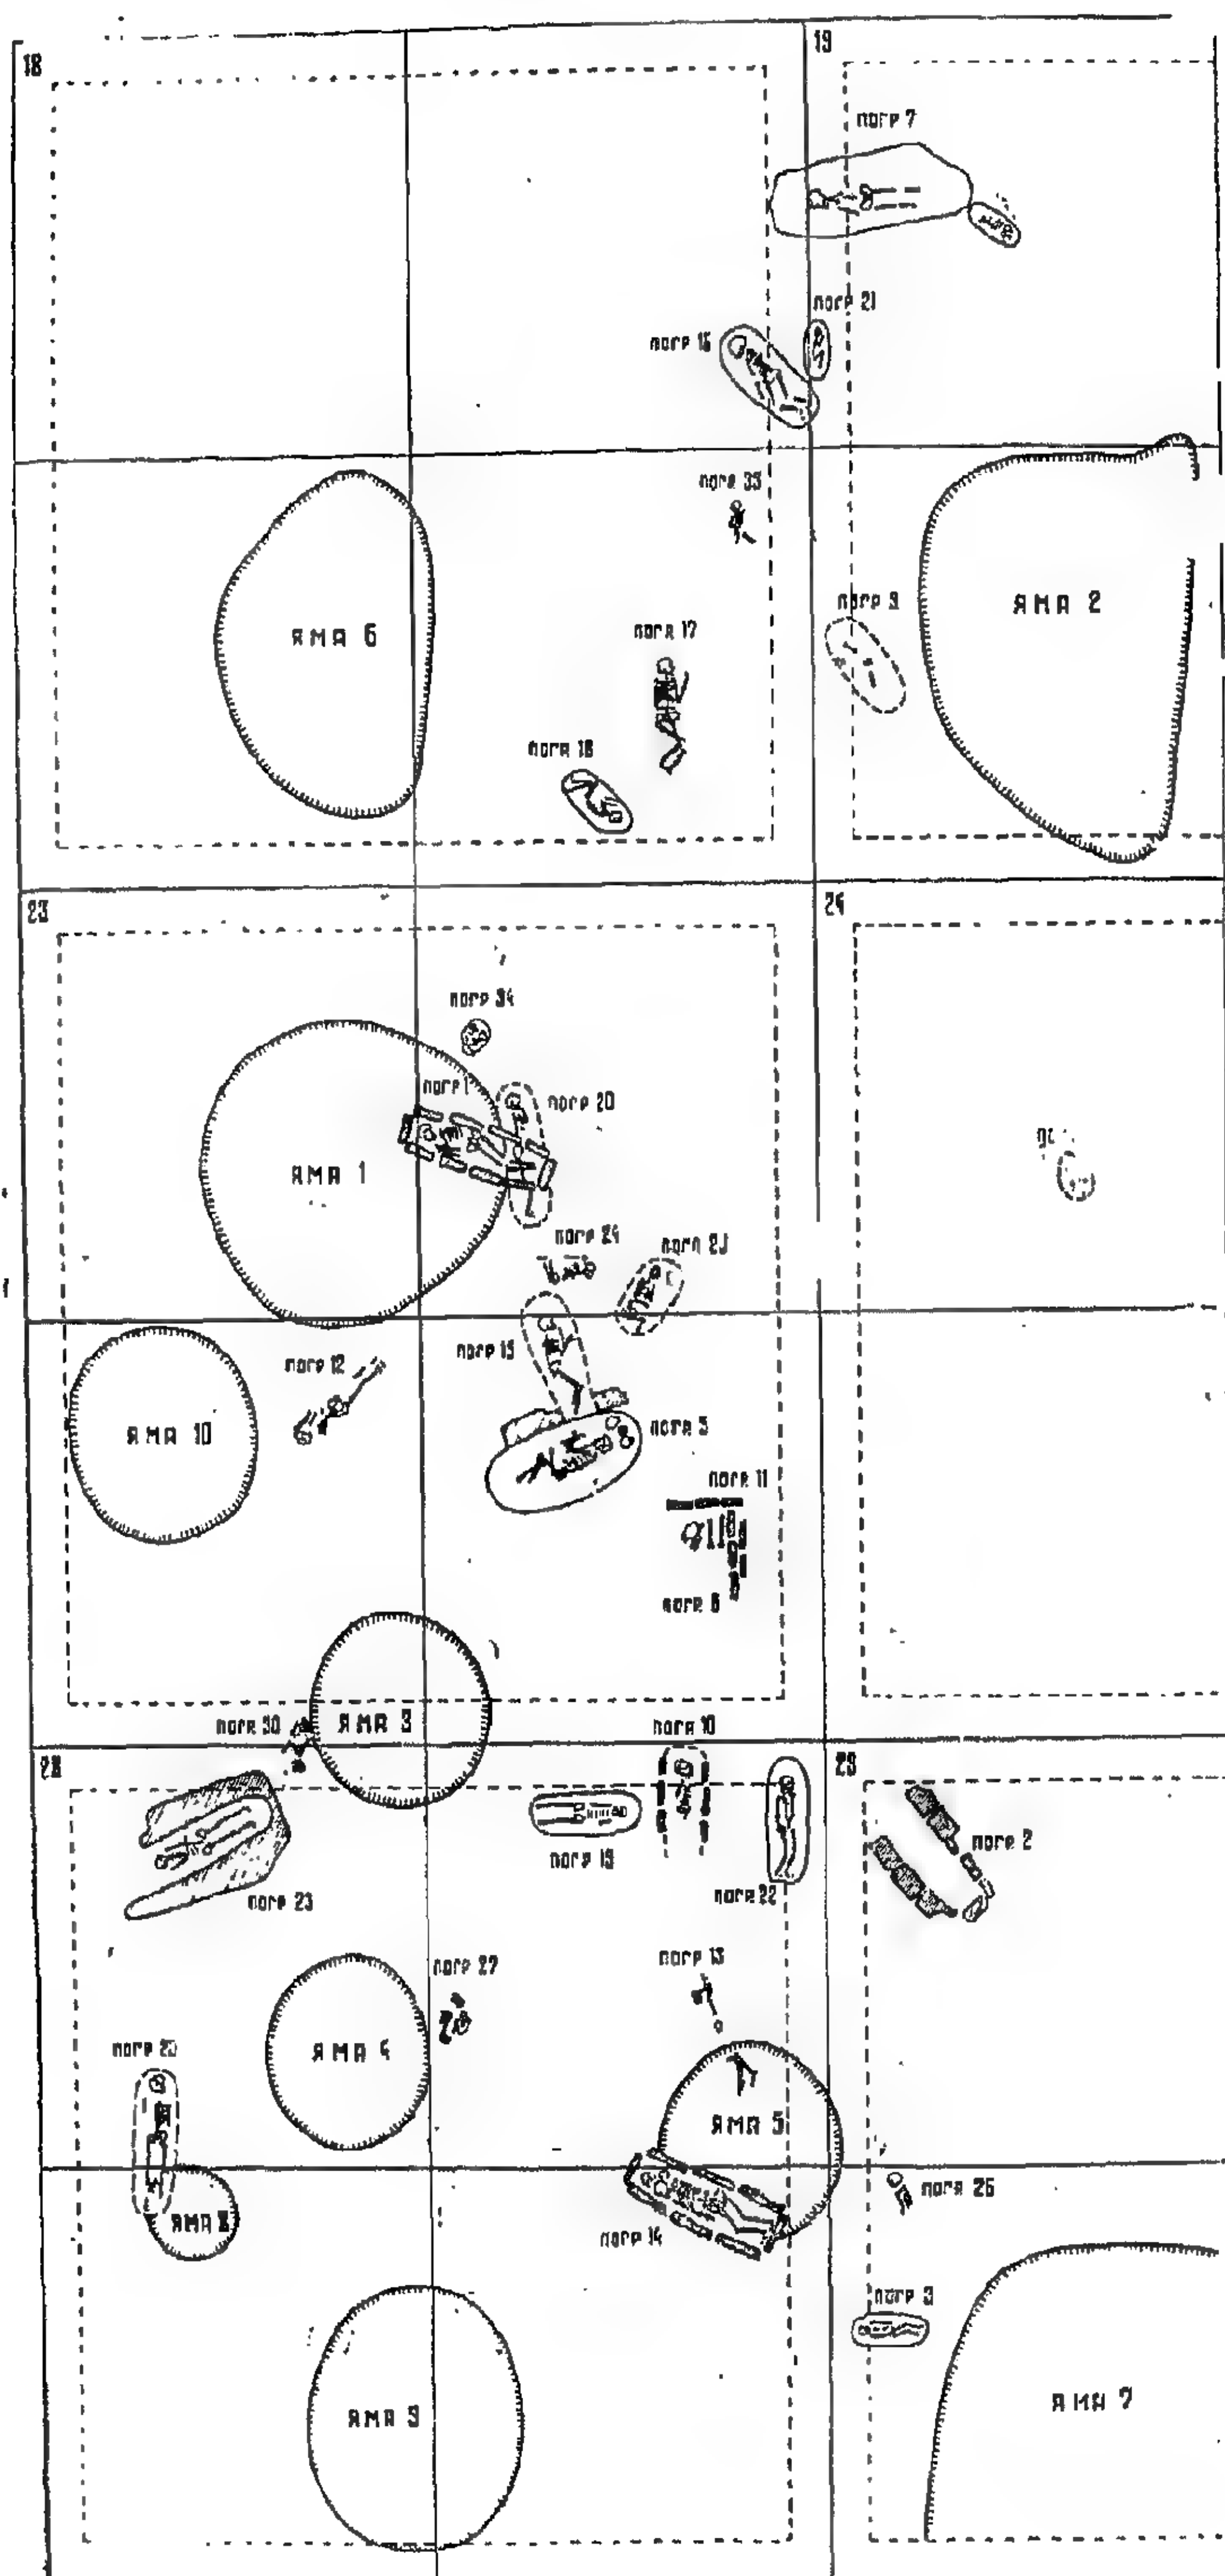 18
19
погр 7
погр 21
погр 16
погр 33
погр 9
ЯМА 2
ЯМА 6
погр 17
погр 18
23
24
погр 34
погр 1
погр 20
ЯМА 1
погр 24
погр 12
погр 15
ЯМА 10
погр 5
погр 11
погр 6
погр 30
ЯМА 3
погр 10
28
29
погр 2
погр 19
погр 22
погр 23
погр 27
погр 13
ЯМА 4
ЯМА 5
погр 26
ЯМА 8
погр 14
погр 3
ЯМА 7
ЯМА 9